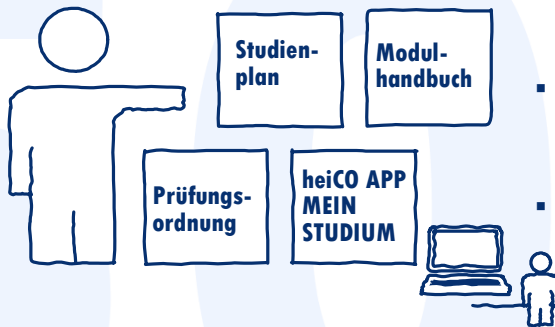 Studien-
plan
Modul-
handbuch
Prüfungs-
ordnung
heiCO APP
MEIN
STUDIUM